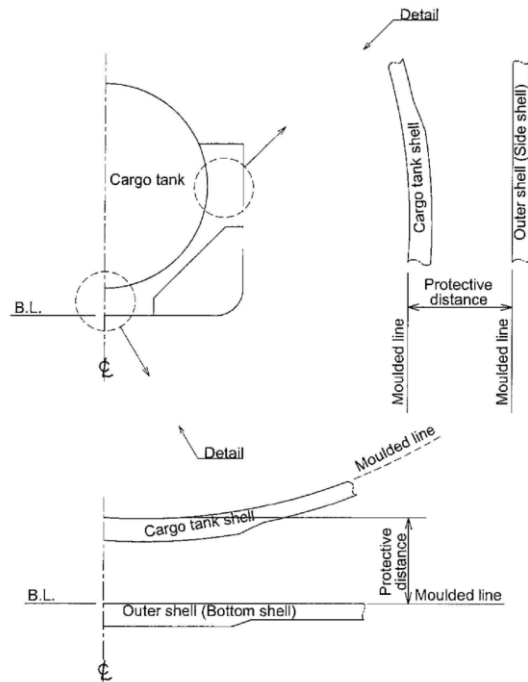 Detail
Cargo tank
B.L.
℄
Cargo tank shell
Outer shell (Side shell)
Protective
distance
Moulded line
Moulded line
Detail
Moulded line
Cargo tank shell
Protective
distance
B.L.
Moulded line
Outer shell (Bottom shell)
℄